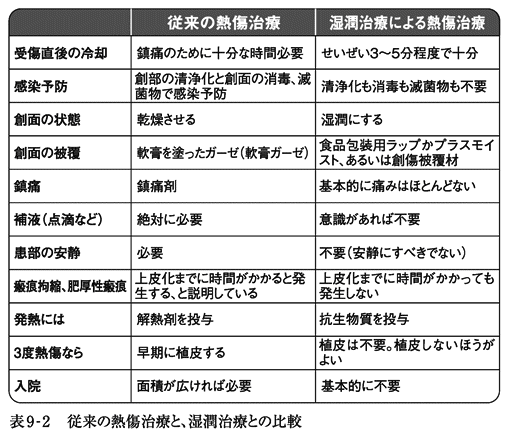 従来の熱傷治療 湿潤治療による熱傷治療
受傷直後の冷却 鎮痛のために十分な時間必要 せいぜい3〜5分程度で十分
感染予防 創部の清浄化と創面の消毒、滅 清浄化も消毒も滅菌物も不要
菌物で感染予防
創面の状態 乾燥させる 湿潤にする
創面の被覆 軟膏を塗ったガーゼ(軟膏ガーゼ) 食品包装用ラップかプラスモイ
スト、あるいは創傷被覆材
鎮痛 鎮痛剤 基本的に痛みはほとんどない
補液(点滴など) 絶対に必要 意識があれば不要
患部の安静 必要 不要(安静にすべきでない)
瘢痕拘縮、肥厚性瘢痕 上皮化までに時間がかかると 上皮化までに時間がかかっても
発生する、と説明している 発生しない
発熱には 解熱剤を投与 抗生物質を投与
3度熱傷なら 早期に植皮する 植皮は不要。植皮しないほうが
よい
入院 面積が広ければ必要 基本的に不要
表9-2 従来の熱傷治療と、湿潤治療との比較